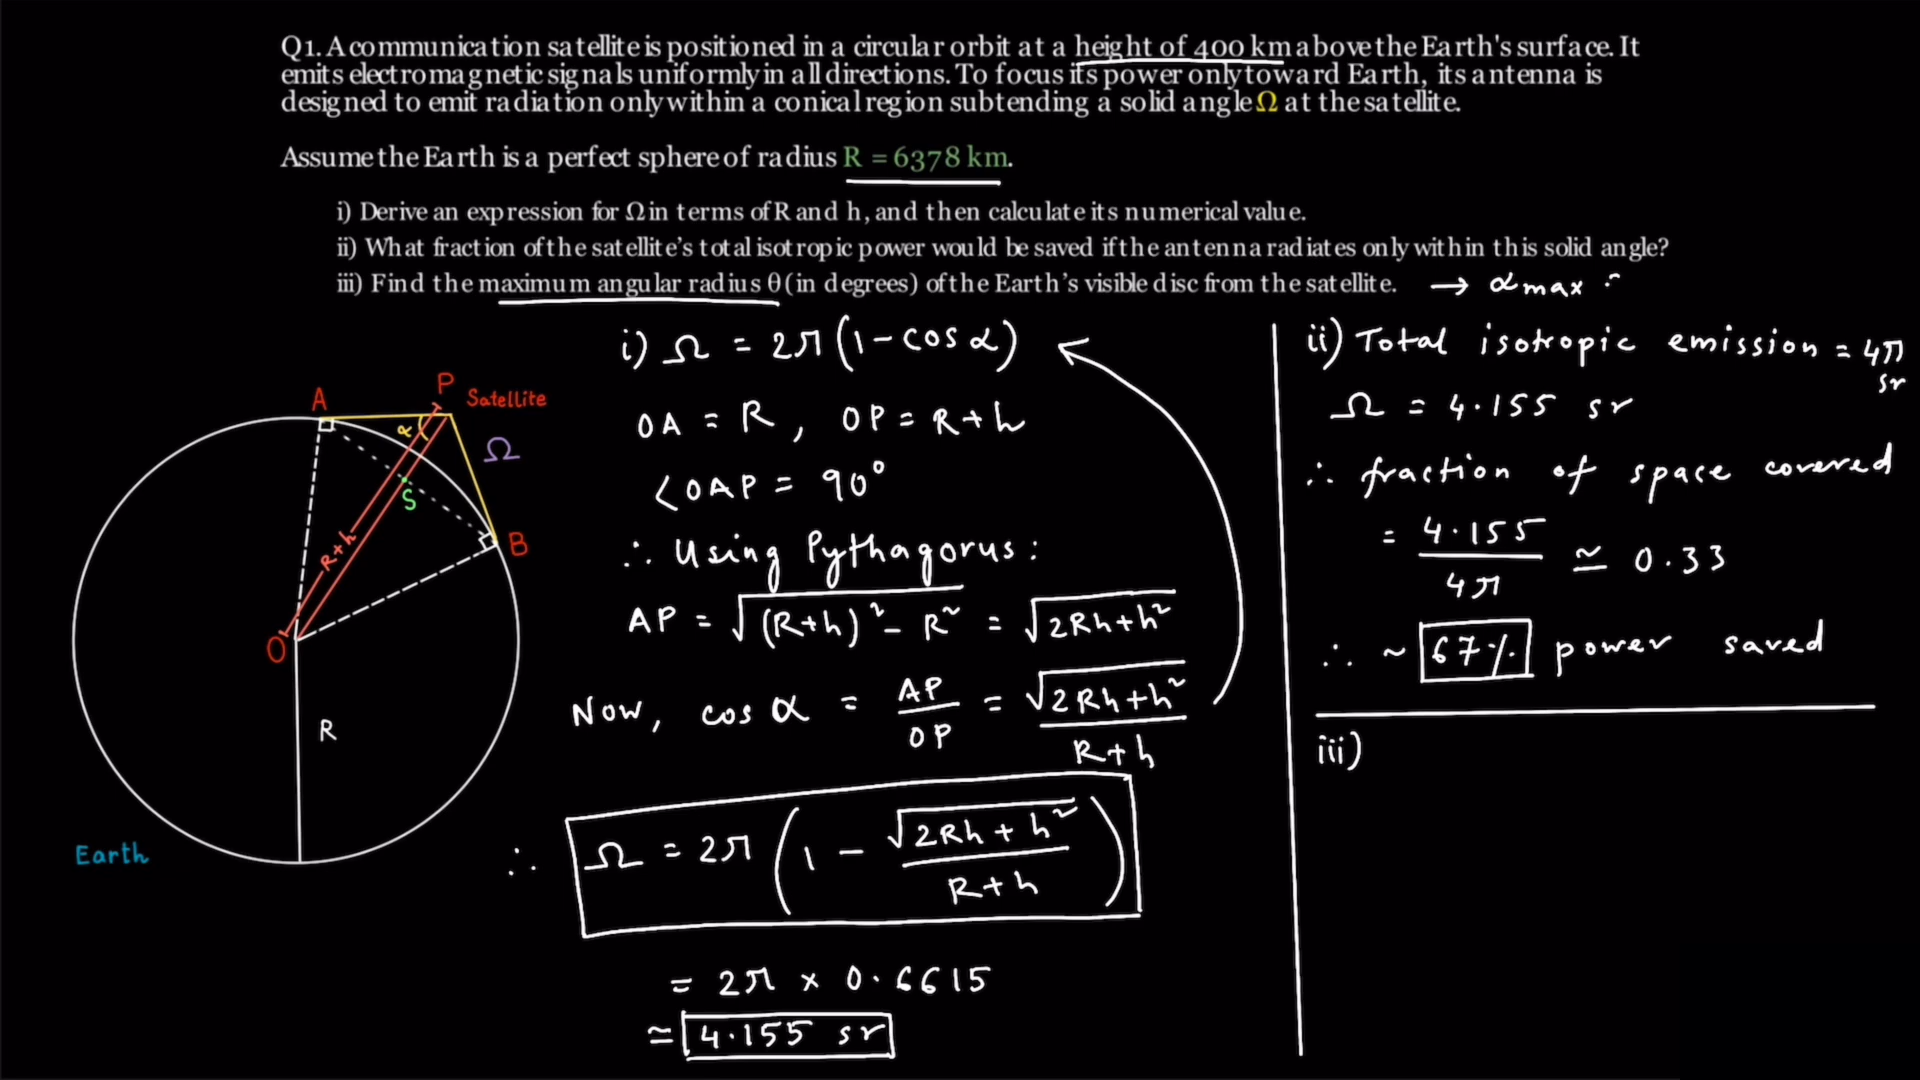 Q1. A communication satellite is positioned in a circular orbit at a height of 400 km above the Earth's surface. It
emits electromagnetic signals uniformly in all directions. To focus its power only toward Earth, its antenna is
designed to emit radiation only within a conical region subtending a solid angle Ω at the satellite.
Assume the Earth is a perfect sphere of radius R = 6378 km.
i) Derive an expression for Ω in terms of R and h, and then calculate its numerical value.
ii) What fraction of the satellite's total isotropic power would be saved if the antenna radiates only within this solid angle?
iii) Find the maximum angular radius θ (in degrees) of the Earth's visible disc from the satellite. → α max :
A
P
Satellite
α
Ω
S
B
R+h
O
R
Earth
i) Ω = 2π (1 - cos α)
OA = R, OP = R+h
<OAP = 90°
∴ Using Pythagorus:
AP = √(R+h)² - R² = √2Rh+h²
Now, cos α = AP/OP = √2Rh+h²/R+h
∴ Ω = 2π (1 - √2Rh+h²/R+h)
= 2π x 0.6615
≃ 4.155 sr
ii) Total isotropic emission = 4π sr
Ω = 4.155 sr
∴ fraction of space covered
= 4.155/4π ≃ 0.33
∴ ~ 67% power saved
iii)